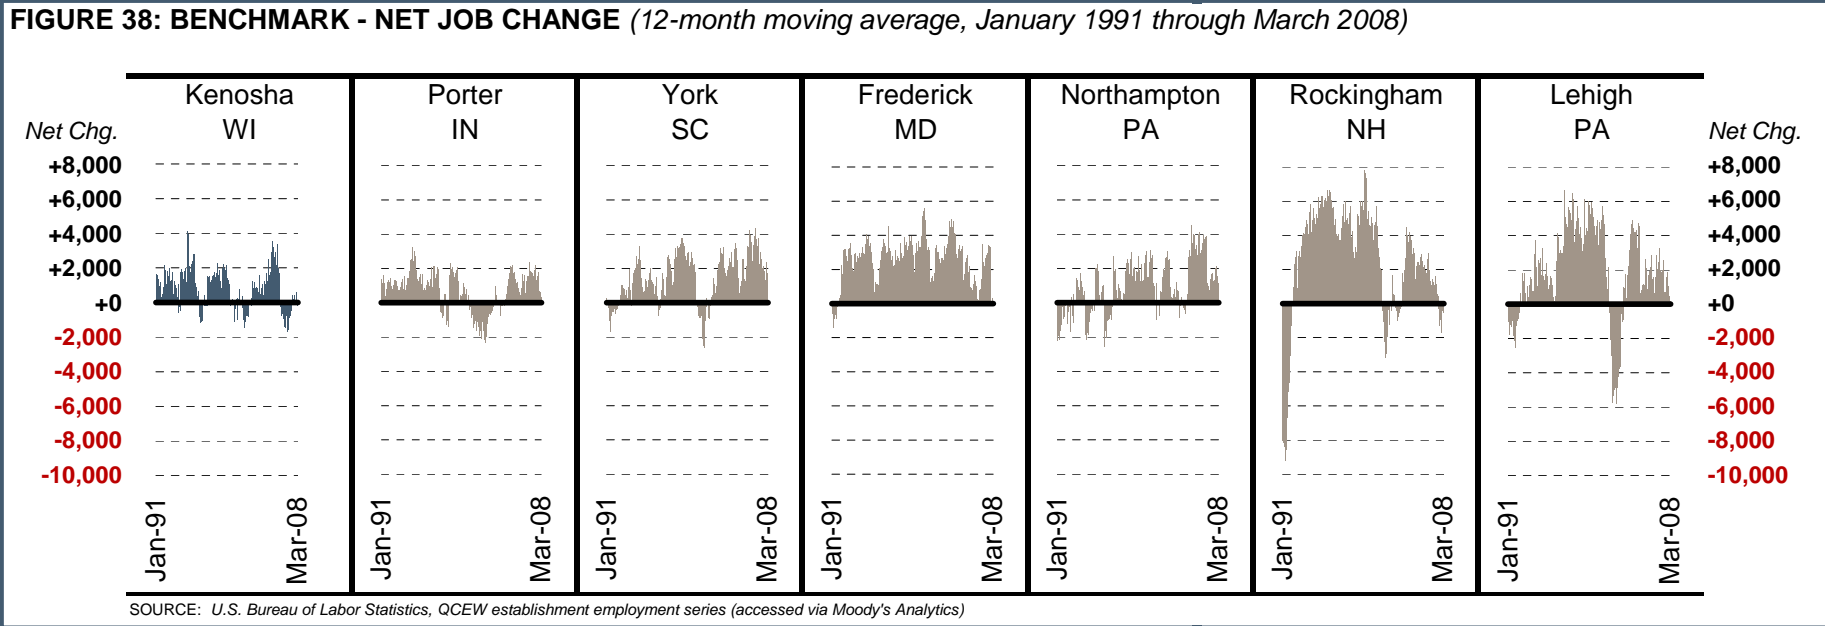 FIGURE 38: BENCHMARK - NET JOB CHANGE (12-month moving average, January 1991 through March 2008)
Kenosha Porter York Frederick Northampton Rockingham Lehigh
Net Chg. WI IN SC MD PA NH PA Net Chg.
+8,000 +8,000
+6,000 +6,000
+4,000 +4,000
+2,000 +2,000
+0 +0
-2,000 -2,000
-4,000 -4,000
-6,000 -6,000
-8,000 -8,000
-10,000 -10,000
Jan-91 Mar-08 Jan-91 Mar-08 Jan-91 Mar-08 Jan-91 Mar-08 Jan-91 Mar-08 Jan-91 Mar-08 Jan-91 Mar-08
SOURCE: U.S. Bureau of Labor Statistics, QCEW establishment employment series (accessed via Moody's Analytics)